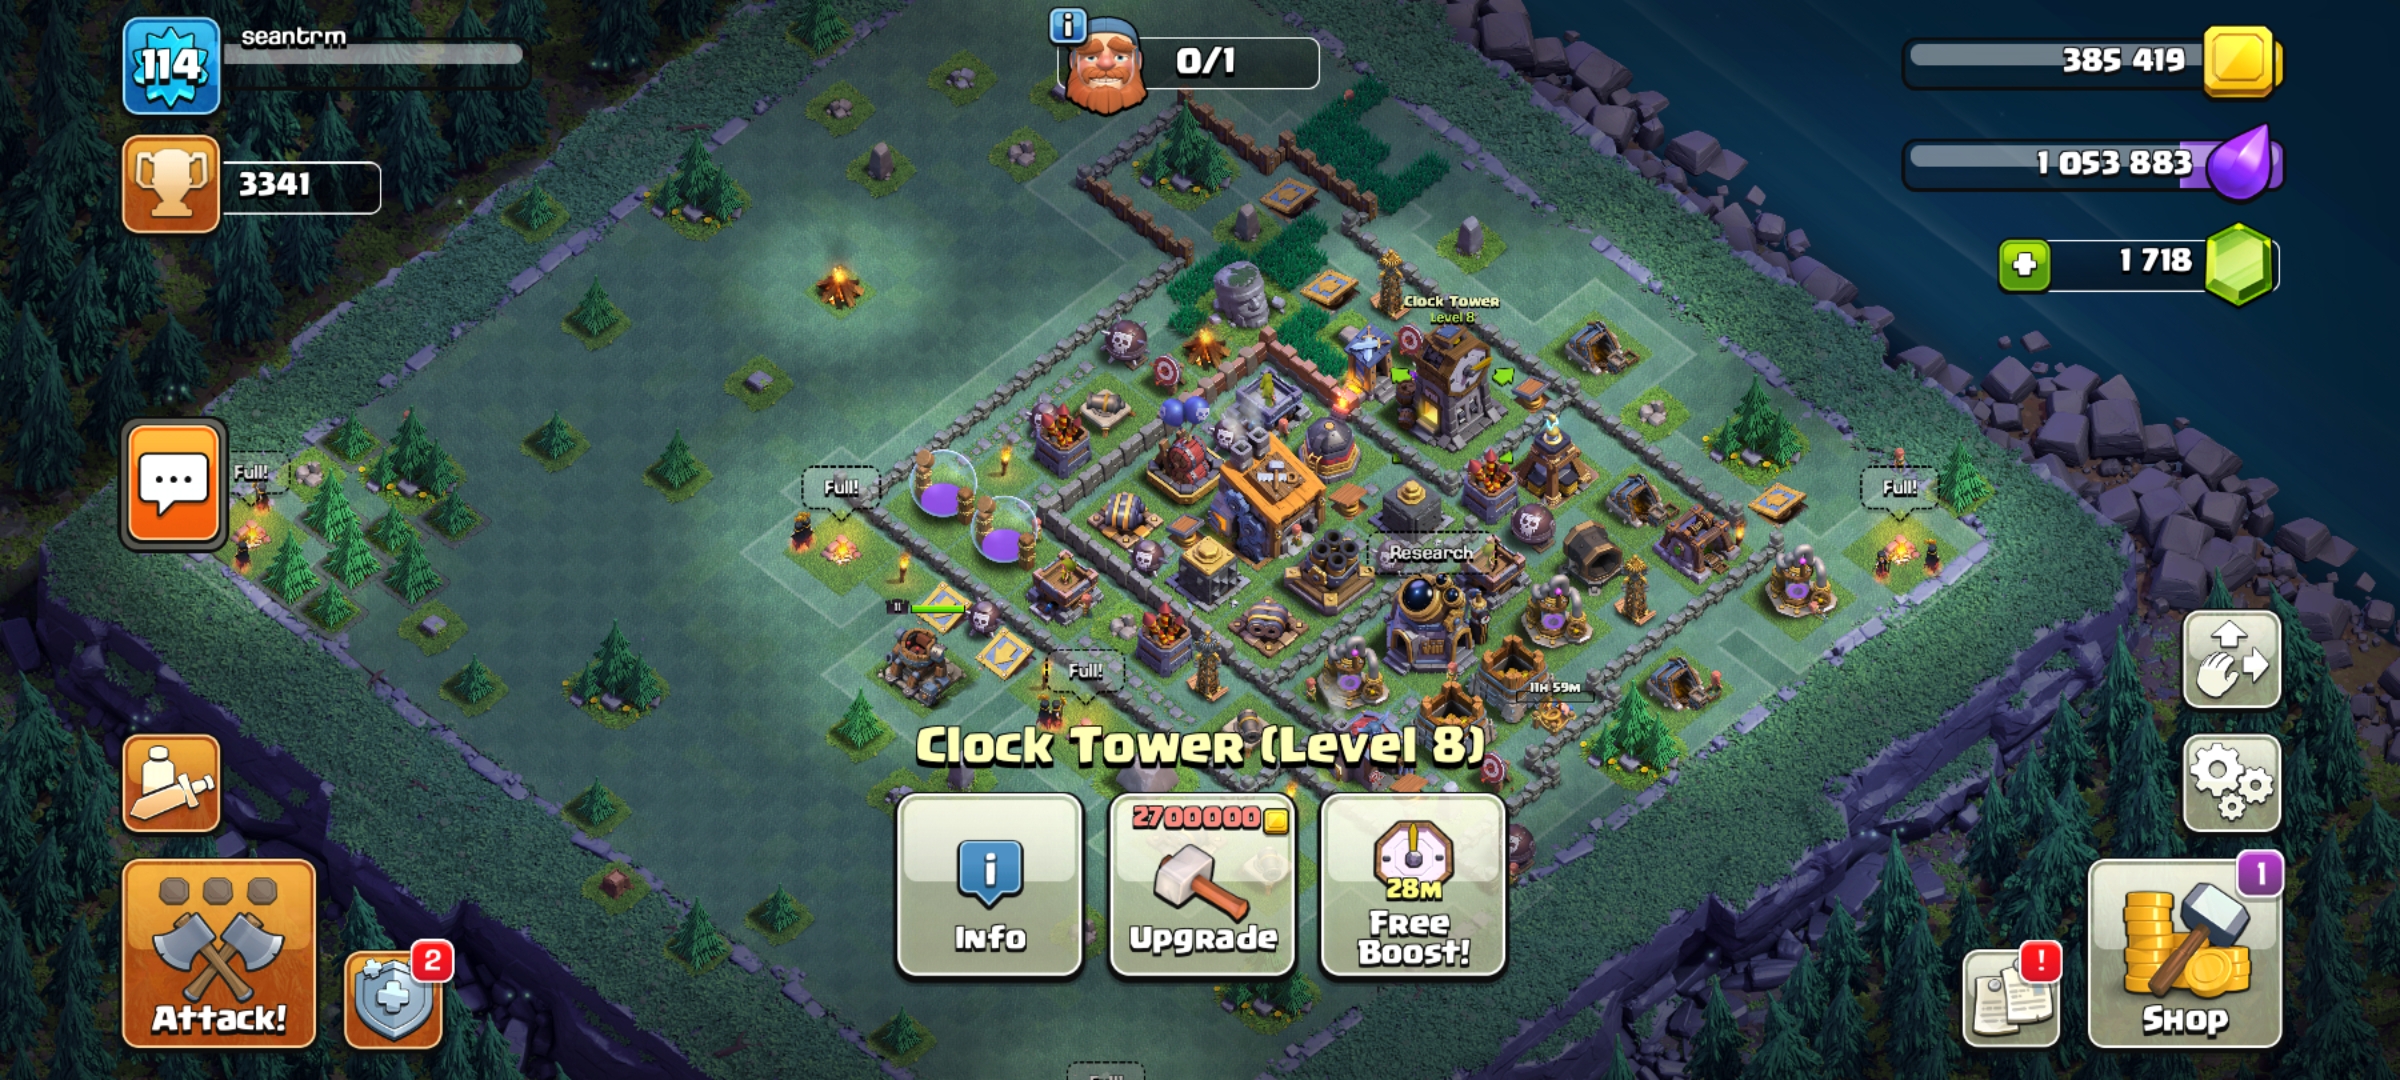 114
seantrm
0/1
385 419
3341
1 053 883
1 718
Clock Tower
Level 8
Full!
Full!
Full!
Research
Full!
11H 59M
Clock Tower (Level 8)
Info
2700000
Upgrade
28M
Free
Boost!
Attack!
2
!
1
Shop